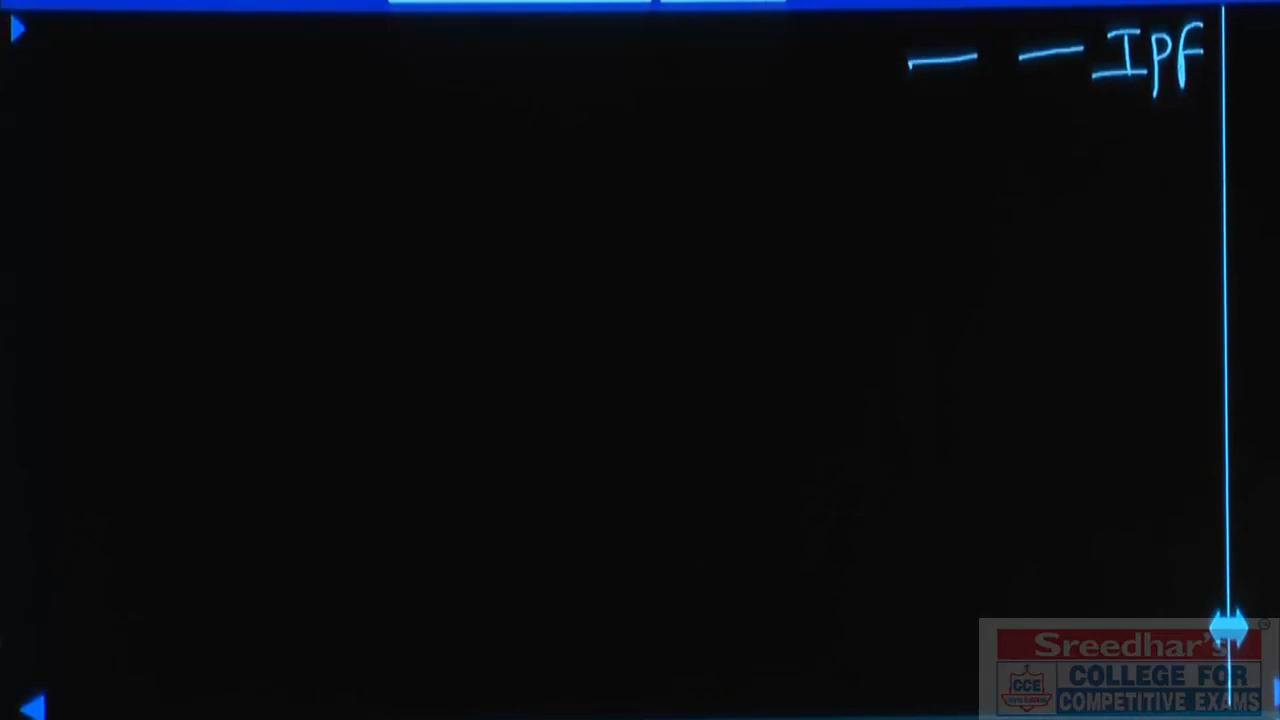 — — IPF
Sreedhar's
CCE
COLLEGE FOR
COMPETITIVE EXAMS